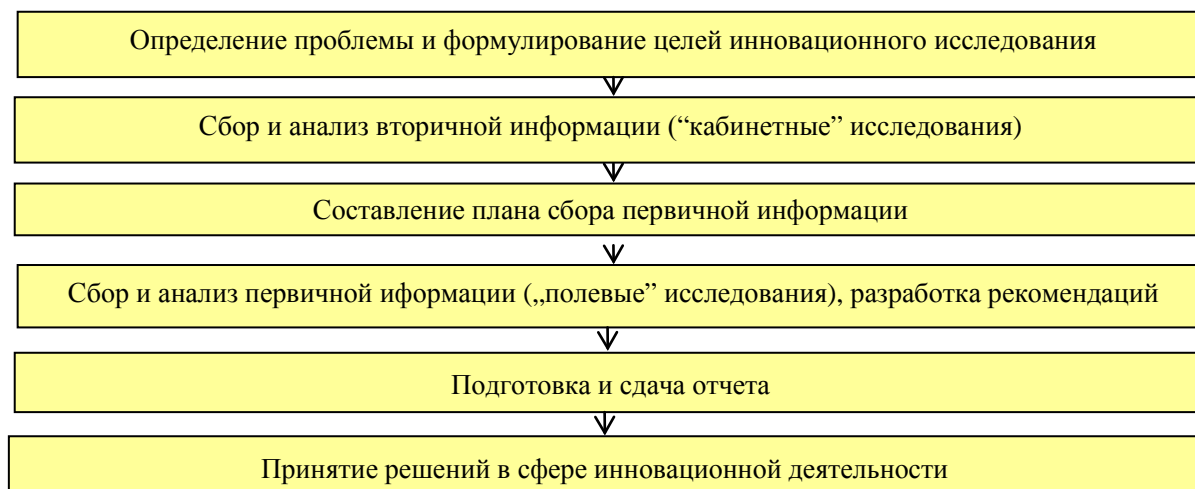 Определение проблемы и формулирование целей инновационного исследования
Сбор и анализ вторичной информации (“кабинетные” исследования)
Составление плана сбора первичной информации
Сбор и анализ первичной иформации („полевые” исследования), разработка рекомендаций
Подготовка и сдача отчета
Принятие решений в сфере инновационной деятельности